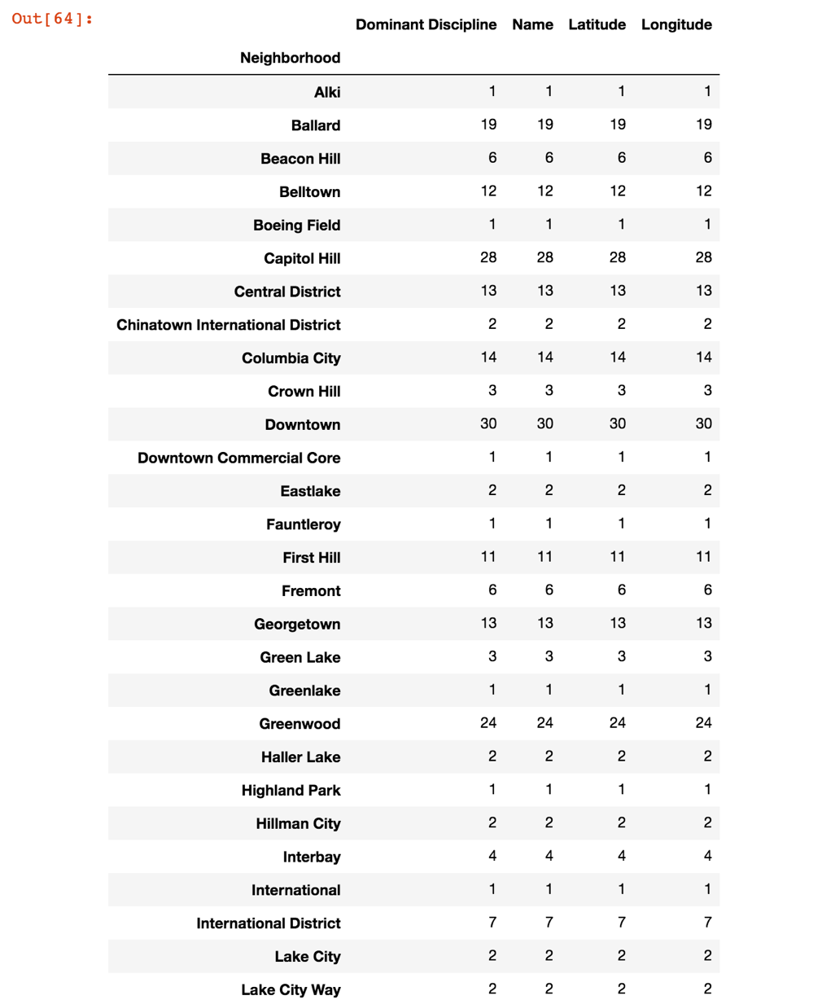 Out[64]:
Dominant Discipline Name Latitude Longitude
Neighborhood
Alki 1 1 1 1
Ballard 19 19 19 19
Beacon Hill 6 6 6 6
Belltown 12 12 12 12
Boeing Field 1 1 1 1
Capitol Hill 28 28 28 28
Central District 13 13 13 13
Chinatown International District 2 2 2 2
Columbia City 14 14 14 14
Crown Hill 3 3 3 3
Downtown 30 30 30 30
Downtown Commercial Core 1 1 1 1
Eastlake 2 2 2 2
Fauntleroy 1 1 1 1
First Hill 11 11 11 11
Fremont 6 6 6 6
Georgetown 13 13 13 13
Green Lake 3 3 3 3
Greenlake 1 1 1 1
Greenwood 24 24 24 24
Haller Lake 2 2 2 2
Highland Park 1 1 1 1
Hillman City 2 2 2 2
Interbay 4 4 4 4
International 1 1 1 1
International District 7 7 7 7
Lake City 2 2 2 2
Lake City Way 2 2 2 2